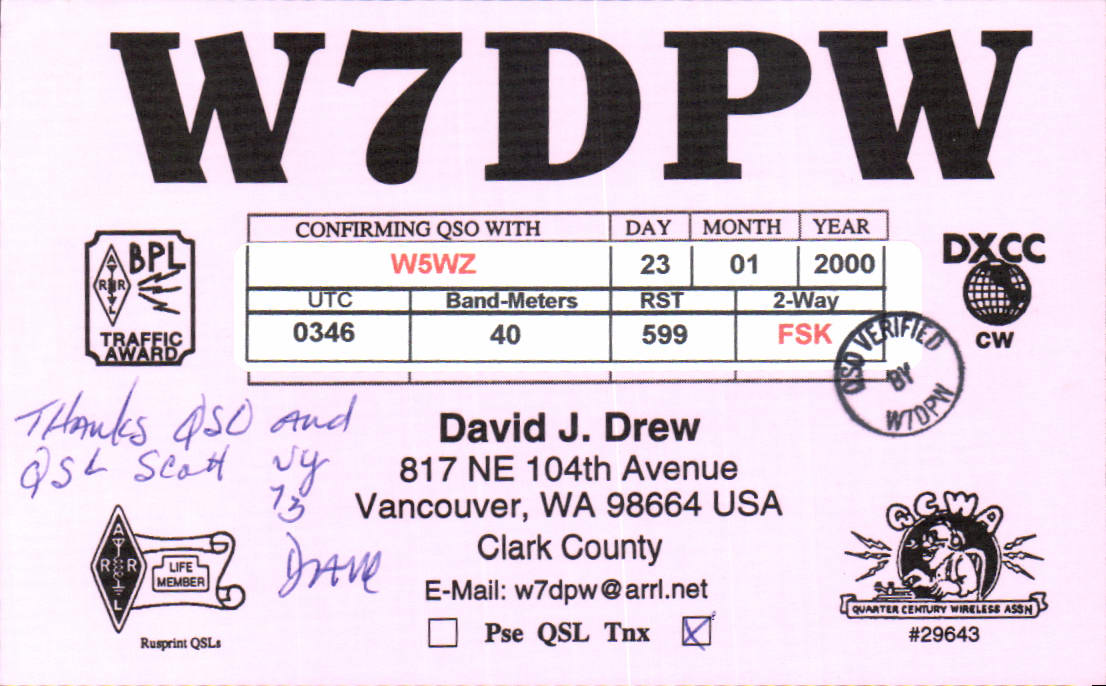 W7DPW
CONFIRMING QSO WITH DAY MONTH YEAR
W5WZ 23 01 2000
UTC Band-Meters RST 2-Way
0346 40 599 FSK
BPL
A
R R
L
TRAFFIC
AWARD
DXCC
CW
QSO VERIFIED
BY
W7DPW
THANKS QSO and
QSL Scott Vy
73
DAVE
David J. Drew
817 NE 104th Avenue
Vancouver, WA 98664 USA
Clark County
E-Mail: w7dpw@arrl.net
Pse QSL Tnx
A
R R
L
LIFE
MEMBER
Rusprint QSLs
QCWA
QUARTER CENTURY WIRELESS ASSN
#29643